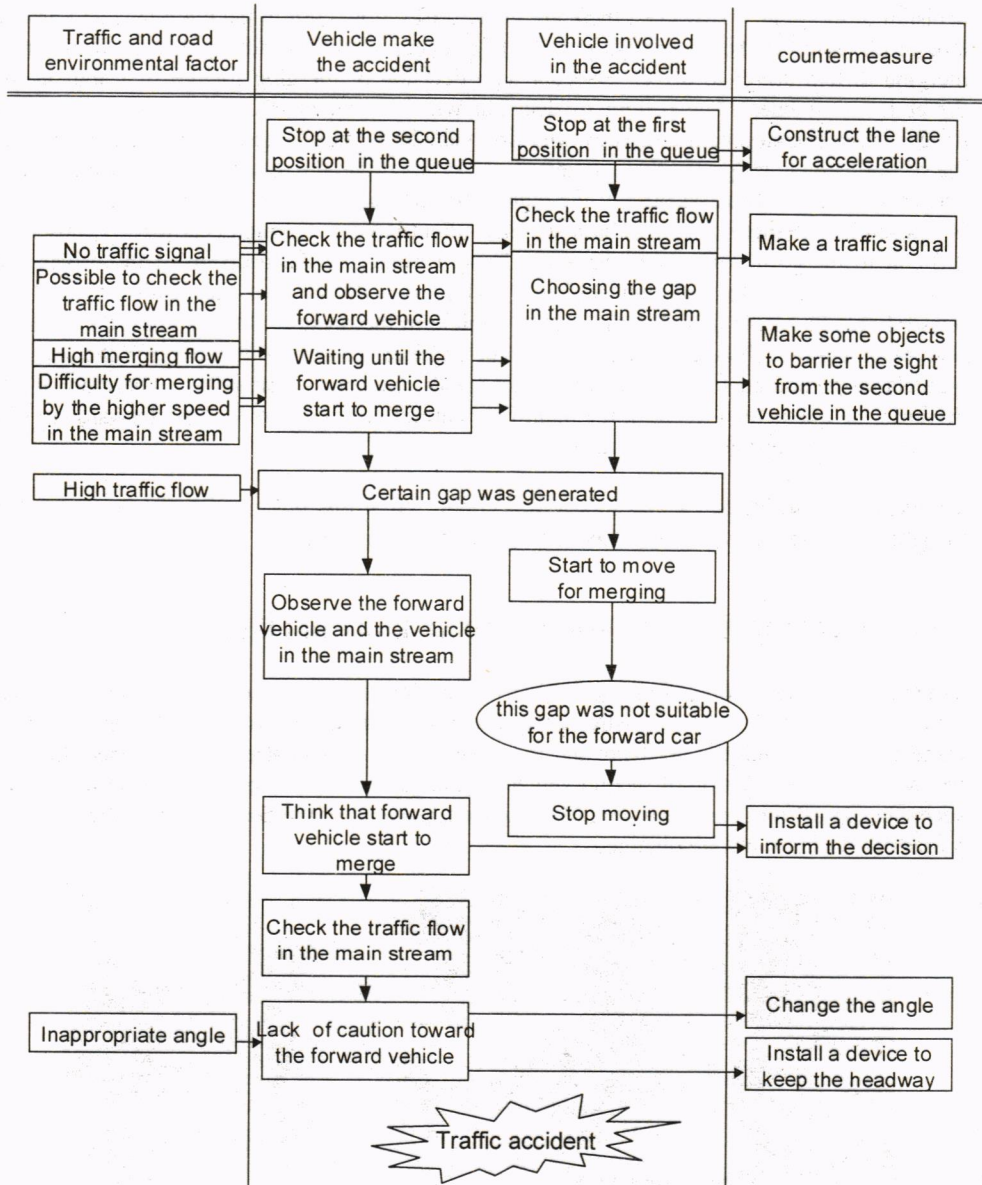 Traffic and road
environmental factor
Vehicle make
the accident
Vehicle involved
in the accident
countermeasure
Stop at the second
position in the queue
Stop at the first
position in the queue
Construct the lane
for acceleration
No traffic signal
Possible to check the
traffic flow in the
main stream
High merging flow
Difficulty for merging
by the higher speed
in the main stream
Check the traffic flow
in the main stream
and observe the
forward vehicle
Waiting until the
forward vehicle
start to merge
Check the traffic flow
in the main stream
Choosing the gap
in the main stream
Make a traffic signal
Make some objects
to barrier the sight
from the second
vehicle in the queue
High traffic flow
Certain gap was generated
Observe the forward
vehicle and the vehicle
in the main stream
Start to move
for merging
this gap was not suitable
for the forward car
Think that forward
vehicle start to
merge
Stop moving
Install a device to
inform the decision
Check the traffic flow
in the main stream
Inappropriate angle
Lack of caution toward
the forward vehicle
Change the angle
Install a device to
keep the headway
Traffic accident